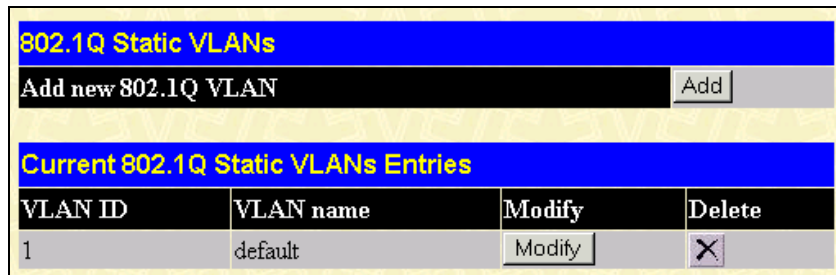 802.1Q Static VLANs
Add new 802.1Q VLAN Add
Current 802.1Q Static VLANs Entries
VLAN ID VLAN name Modify Delete
1 default Modify